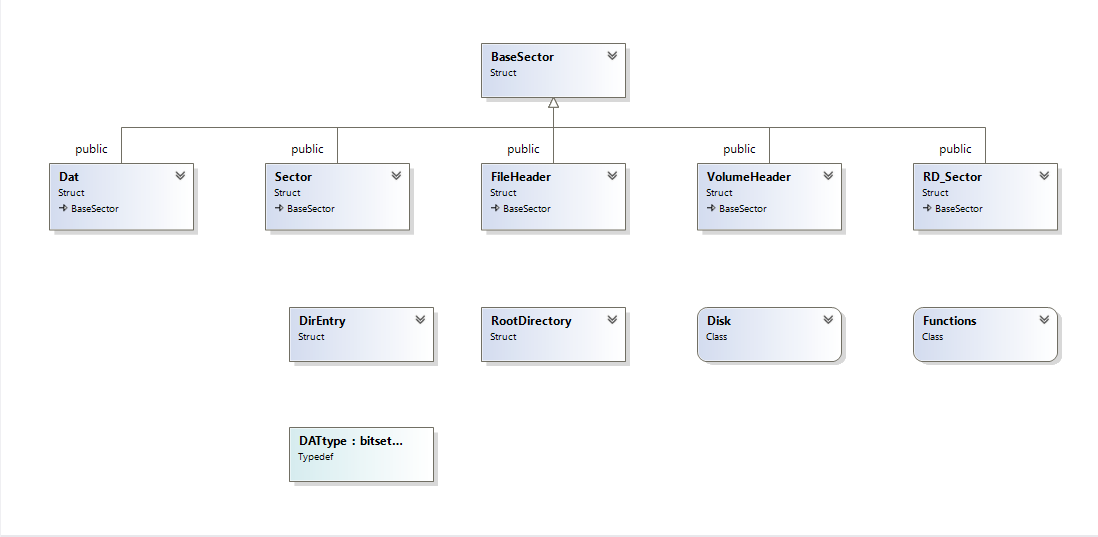 BaseSector
Struct
public
public
public
public
public
Dat
Struct
BaseSector
Sector
Struct
BaseSector
FileHeader
Struct
BaseSector
VolumeHeader
Struct
BaseSector
RD_Sector
Struct
BaseSector
DirEntry
Struct
RootDirectory
Struct
Disk
Class
Functions
Class
DATtype : bitset...
Typedef